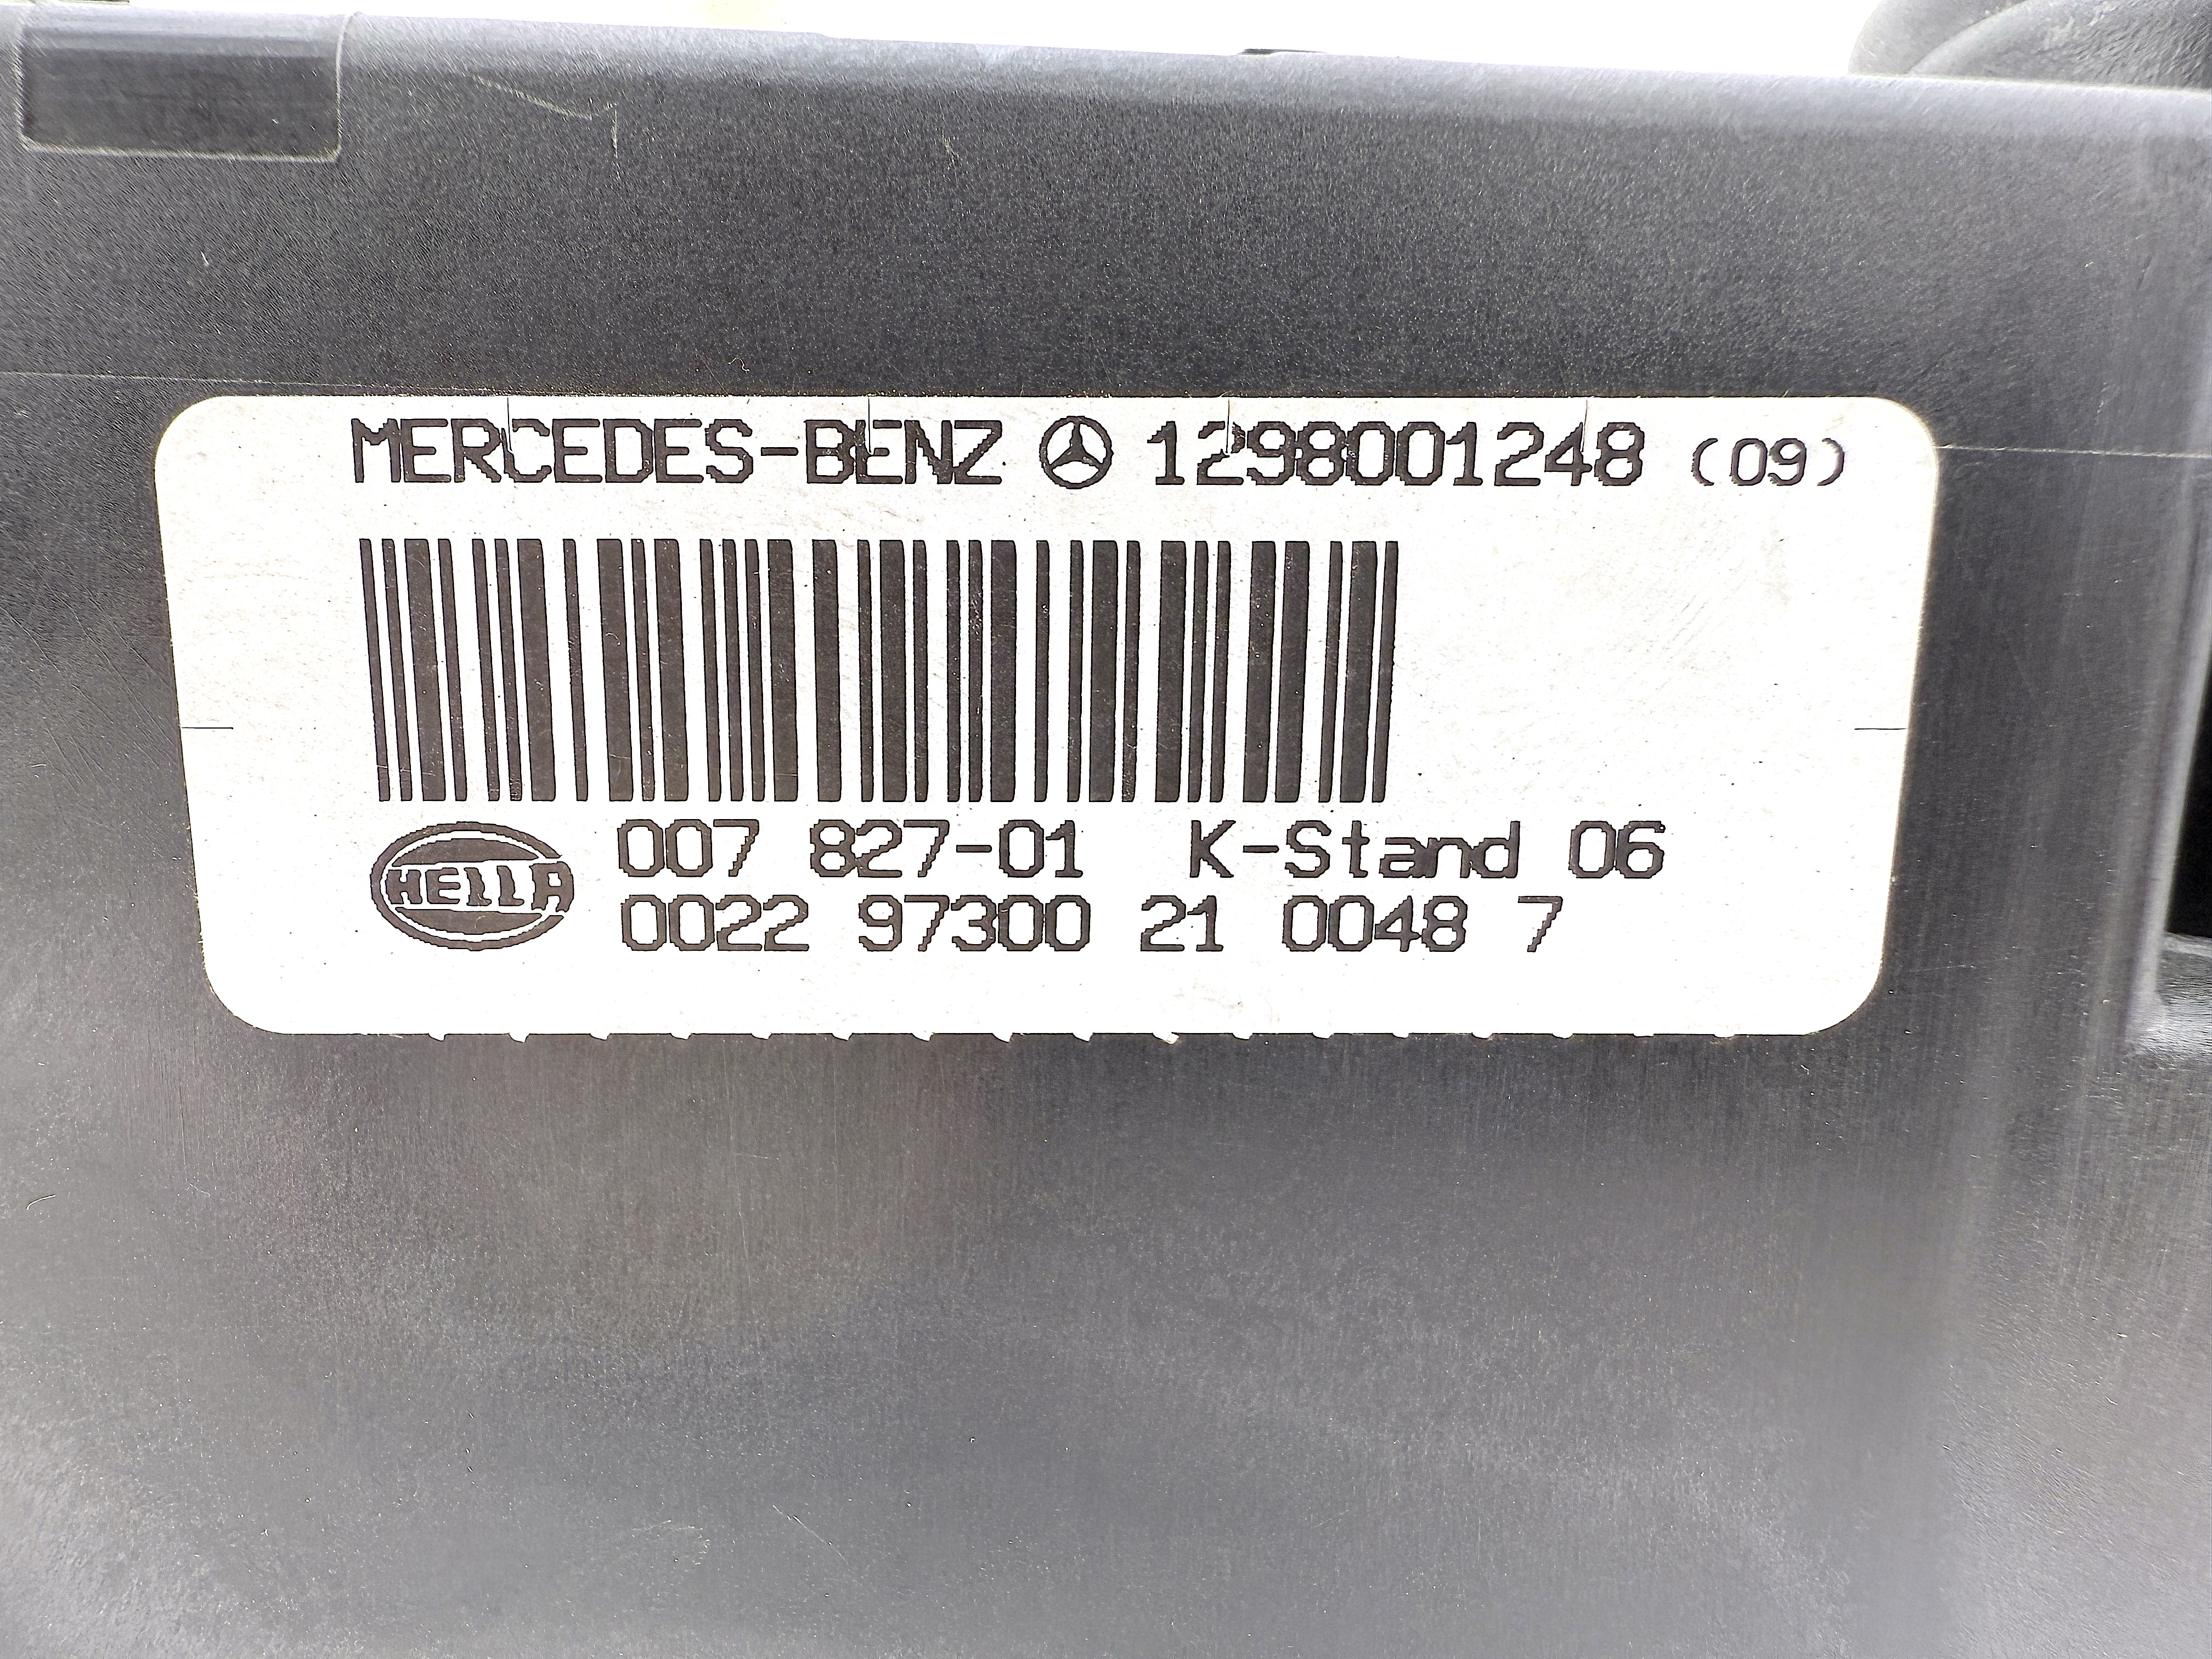 MERCEDES-BENZ 1298001248 (09)
HELLA 007 827-01 K-Stand 06
0022 97300 21 0048 7